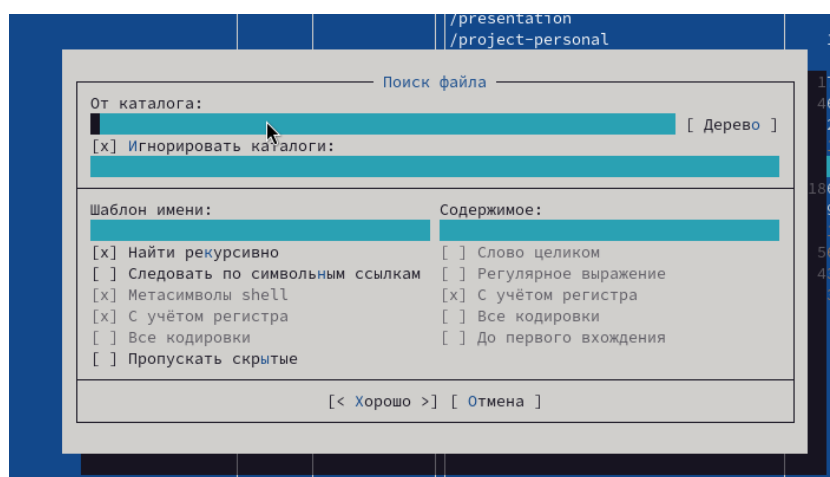 /presentation
/project-personal
Поиск файла
От каталога:
[ Дерево ]
[x] Игнорировать каталоги:
Шаблон имени:
Содержимое:
[x] Найти рекурсивно
[ ] Слово целиком
[ ] Следовать по символьным ссылкам
[ ] Регулярное выражение
[x] Метасимволы shell
[x] С учётом регистра
[x] С учётом регистра
[ ] Все кодировки
[ ] Все кодировки
[ ] До первого вхождения
[ ] Пропускать скрытые
[< Хорошо >] [ Отмена ]